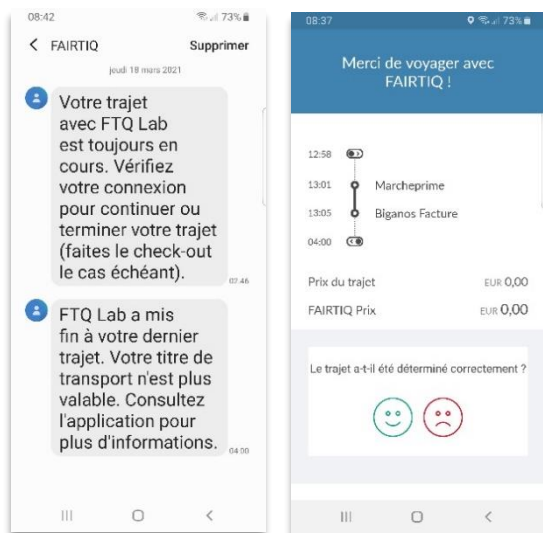 08:42
73%
FAIRTIQ
Supprimer
jeudi 18 mars 2021
Votre trajet
avec FTQ Lab
est toujours en
cours. Vérifiez
votre connexion
pour continuer ou
terminer votre trajet
(faites le check-out
le cas échéant).
02:46
FTQ Lab a mis
fin à votre dernier
trajet. Votre titre de
transport n'est plus
valable. Consultez
l'application pour
plus d'informations.
04:00
08:37
73%
Merci de voyager avec
FAIRTIQ !
12:58
13:01 Marcheprime
13:05 Biganos Facture
04:00
Prix du trajet EUR 0,00
FAIRTIQ Prix EUR 0,00
Le trajet a-t-il été déterminé correctement ?